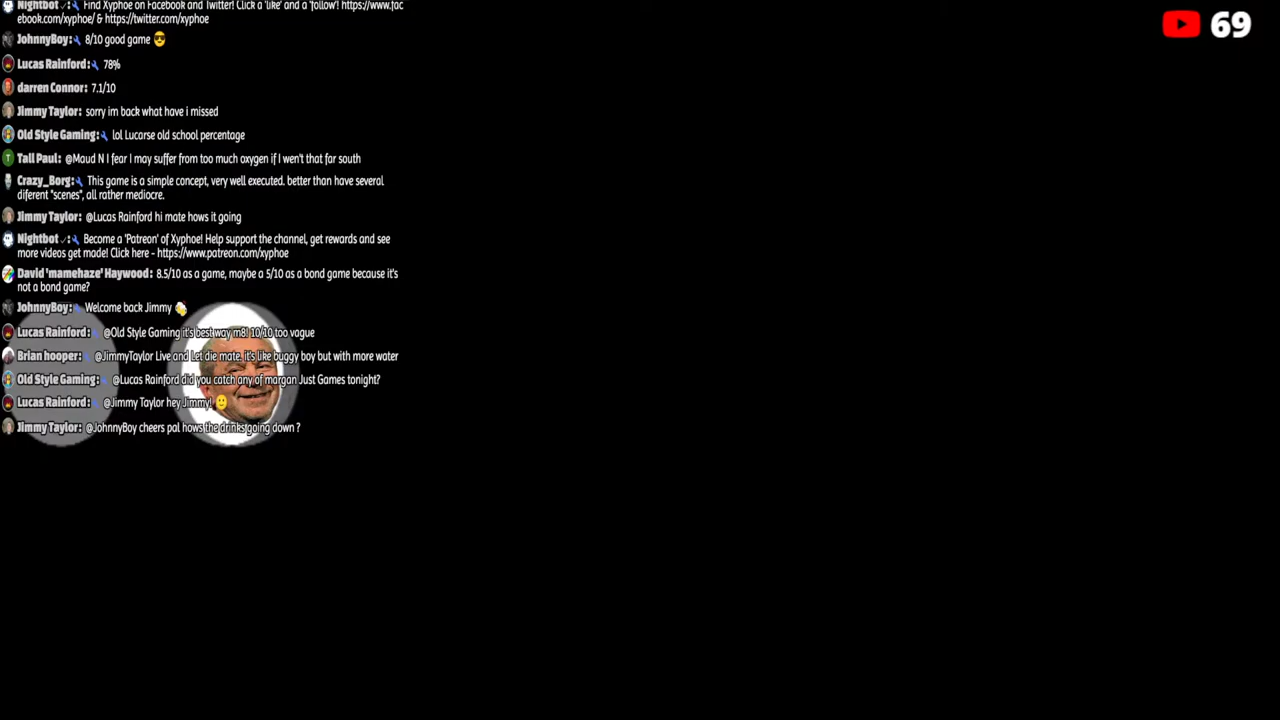 Nightbot ✓: Find Xyphoe on Facebook and Twitter! Click a 'like' and a 'follow'! https://www.fac
ebook.com/xyphoe/ & https://twitter.com/xyphoe
69
JohnnyBoy: 8/10 good game 😎
Lucas Rainford: 78%
darren Connor: 7.1/10
Jimmy Taylor: sorry im back what have i missed
Old Style Gaming: lol Lucarse old school percentage
T Tall Paul: @Maud N I fear I may suffer from too much oxygen if I wen't that far south
Crazy_Borg: This game is a simple concept, very well executed. better than have several
diferent "scenes", all rather mediocre.
Jimmy Taylor: @Lucas Rainford hi mate hows it going
Nightbot ✓: Become a 'Patreon' of Xyphoe! Help support the channel, get rewards and see
more videos get made! Click here - https://www.patreon.com/xyphoe
David 'mamehaze' Haywood: 8.5/10 as a game, maybe a 5/10 as a bond game because it's
not a bond game?
JohnnyBoy: Welcome back Jimmy 🍻
Lucas Rainford: @Old Style Gaming it's best way m8! 10/10 too vague
Brian hooper: @JimmyTaylor Live and Let die mate, it's like buggy boy but with more water
Old Style Gaming: @Lucas Rainford did you catch any of margan Just Games tonight?
Lucas Rainford: @Jimmy Taylor hey Jimmy! 🙂
Jimmy Taylor: @JohnnyBoy cheers pal hows the drinks going down ?